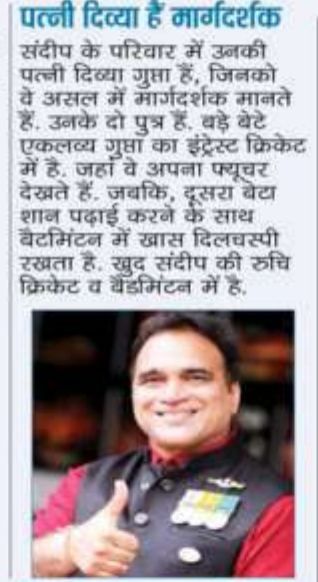 पत्नी दिव्या हैं मार्गदर्शक
संदीप के परिवार में उनकी
पत्नी दिव्या गुप्ता हैं, जिनको
वे असल में मार्गदर्शक मानते
हैं. उनके दो पुत्र हैं. बड़े बेटे
एकलव्य गुप्ता का इंट्रेस्ट क्रिकेट
में है. जहां वे अपना फ्यूचर
देखते हैं. जबकि, दूसरा बेटा
शान पढ़ाई करने के साथ
बैटमिंटन में खास दिलचस्पी
रखता है. खुद संदीप की रुचि
क्रिकेट व बैडमिंटन में है.